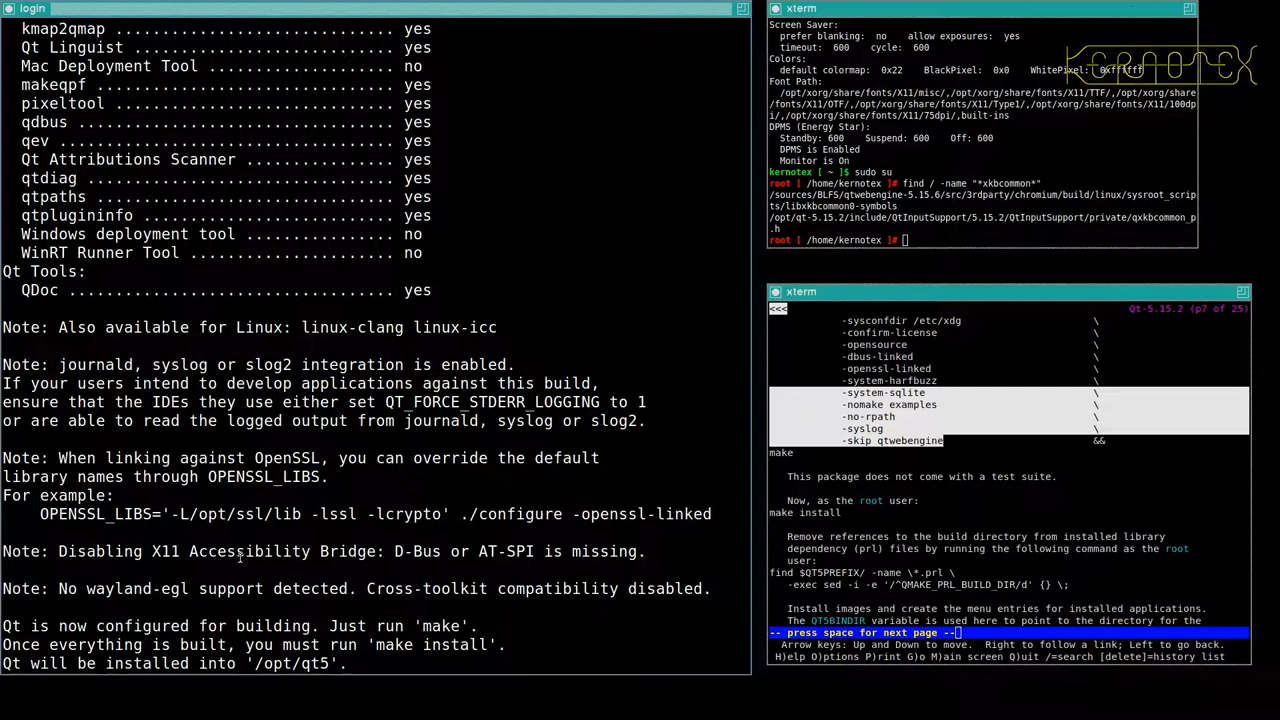 login
kmap2qmap .............................. yes
Qt Linguist ............................ yes
Mac Deployment Tool .................... no
makeqpf ................................ yes
pixeltool .............................. yes
qdbus .................................. yes
qev .................................... yes
Qt Attributions Scanner ................ yes
qtdiag ................................. yes
qtpaths ................................ yes
qtplugininfo ........................... yes
Windows deployment tool ................ no
WinRT Runner Tool ...................... no
Qt Tools:
QDoc ................................... yes
Note: Also available for Linux: linux-clang linux-icc
Note: journald, syslog or slog2 integration is enabled.
If your users intend to develop applications against this build,
ensure that the IDEs they use either set QT_FORCE_STDERR_LOGGING to 1
or are able to read the logged output from journald, syslog or slog2.
Note: When linking against OpenSSL, you can override the default
library names through OPENSSL_LIBS.
For example:
OPENSSL_LIBS='-L/opt/ssl/lib -lssl -lcrypto' ./configure -openssl-linked
Note: Disabling X11 Accessibility Bridge: D-Bus or AT-SPI is missing.
Note: No wayland-egl support detected. Cross-toolkit compatibility disabled.
Qt is now configured for building. Just run 'make'.
Once everything is built, you must run 'make install'.
Qt will be installed into '/opt/qt5'.
xterm
Screen Saver:
prefer blanking:  no    allow exposures:  yes
timeout:  600    cycle:  600
Colors:
default colormap:  0x22    BlackPixel:  0x0    WhitePixel:  0xffffff
Font Path:
/opt/xorg/share/fonts/X11/misc/,/opt/xorg/share/fonts/X11/TTF/,/opt/xorg/share/
fonts/X11/OTF/,/opt/xorg/share/fonts/X11/Type1/,/opt/xorg/share/fonts/X11/100dp
i/,/opt/xorg/share/fonts/X11/75dpi/,built-ins
DPMS (Energy Star):
Standby: 600    Suspend: 600    Off: 600
DPMS is Enabled
Monitor is On
kernotex [ ~ ]$ sudo su
root [ /home/kernotex ]# find / -name "*xkbcommon*"
/sources/BLFS/qtwebengine-5.15.6/src/3rdparty/chromium/build/linux/sysroot_scrip
ts/libxkbcommon0-symbols
/opt/qt-5.15.2/include/QtInputSupport/5.15.2/QtInputSupport/private/qxkbcommon_p
.h
root [ /home/kernotex ]#
KERNOTEX
xterm
<<< Qt-5.15.2 (p7 of 25)
-sysconfdir /etc/xdg \
-confirm-license \
-opensource \
-dbus-linked \
-openssl-linked \
-system-harfbuzz \
-system-sqlite \
-nomake examples \
-no-rpath \
-syslog \
-skip qtwebengine &&
make
This package does not come with a test suite.
Now, as the root user:
make install
Remove references to the build directory from installed library
dependency (prl) files by running the following command as the root
user:
find $QT5PREFIX/ -name \*.prl \
-exec sed -i -e '/^QMAKE_PRL_BUILD_DIR/d' {} \;
Install images and create the menu entries for installed applications.
The QT5BINDIR variable is used here to point to the directory for the
-- press space for next page --
Arrow keys: Up and Down to move.  Right to follow a link; Left to go back.
H)elp O)ptions P)rint G)o M)ain screen Q)uit /=search [delete]=history list